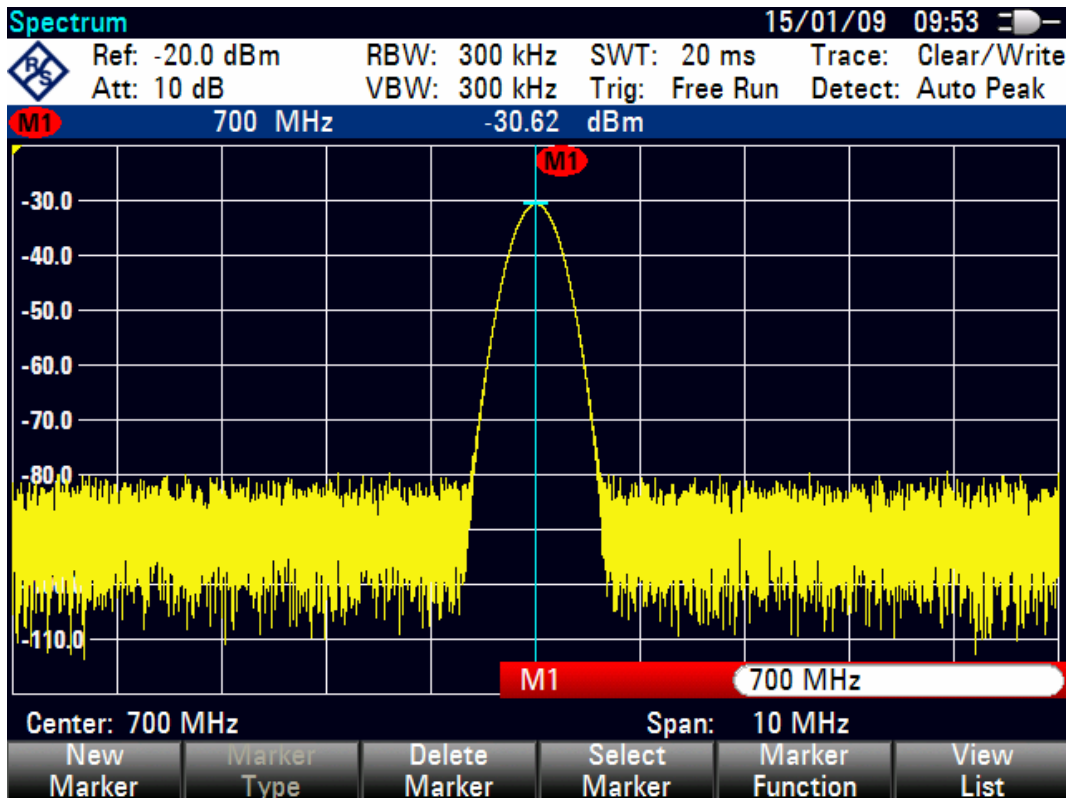 Spectrum 15/01/09 09:53
R&S Ref: -20.0 dBm RBW: 300 kHz SWT: 20 ms Trace: Clear/Write
Att: 10 dB VBW: 300 kHz Trig: Free Run Detect: Auto Peak
M1 700 MHz -30.62 dBm
M1
-30.0
-40.0
-50.0
-60.0
-70.0
-80.0
-110.0
M1 700 MHz
Center: 700 MHz Span: 10 MHz
New Marker Delete Select Marker View
Marker Type Marker Marker Function List